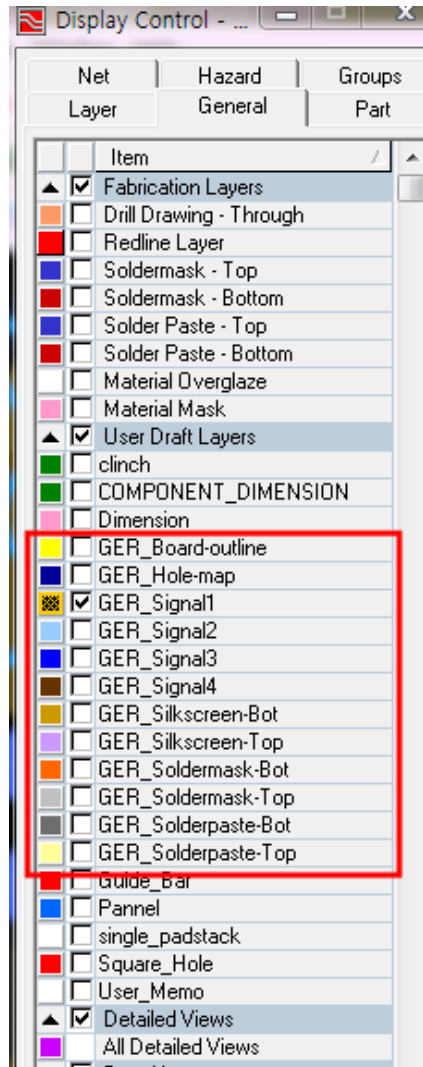 Display Control - ...
Net Hazard Groups
Layer General Part
Item
Fabrication Layers
Drill Drawing - Through
Redline Layer
Soldermask - Top
Soldermask - Bottom
Solder Paste - Top
Solder Paste - Bottom
Material Overglaze
Material Mask
User Draft Layers
clinch
COMPONENT_DIMENSION
Dimension
GER_Board-outline
GER_Hole-map
GER_Signal1
GER_Signal2
GER_Signal3
GER_Signal4
GER_Silkscreen-Bot
GER_Silkscreen-Top
GER_Soldermask-Bot
GER_Soldermask-Top
GER_Solderpaste-Bot
GER_Solderpaste-Top
Guide_Bar
Pannel
single_padstack
Square_Hole
User_Memo
Detailed Views
All Detailed Views